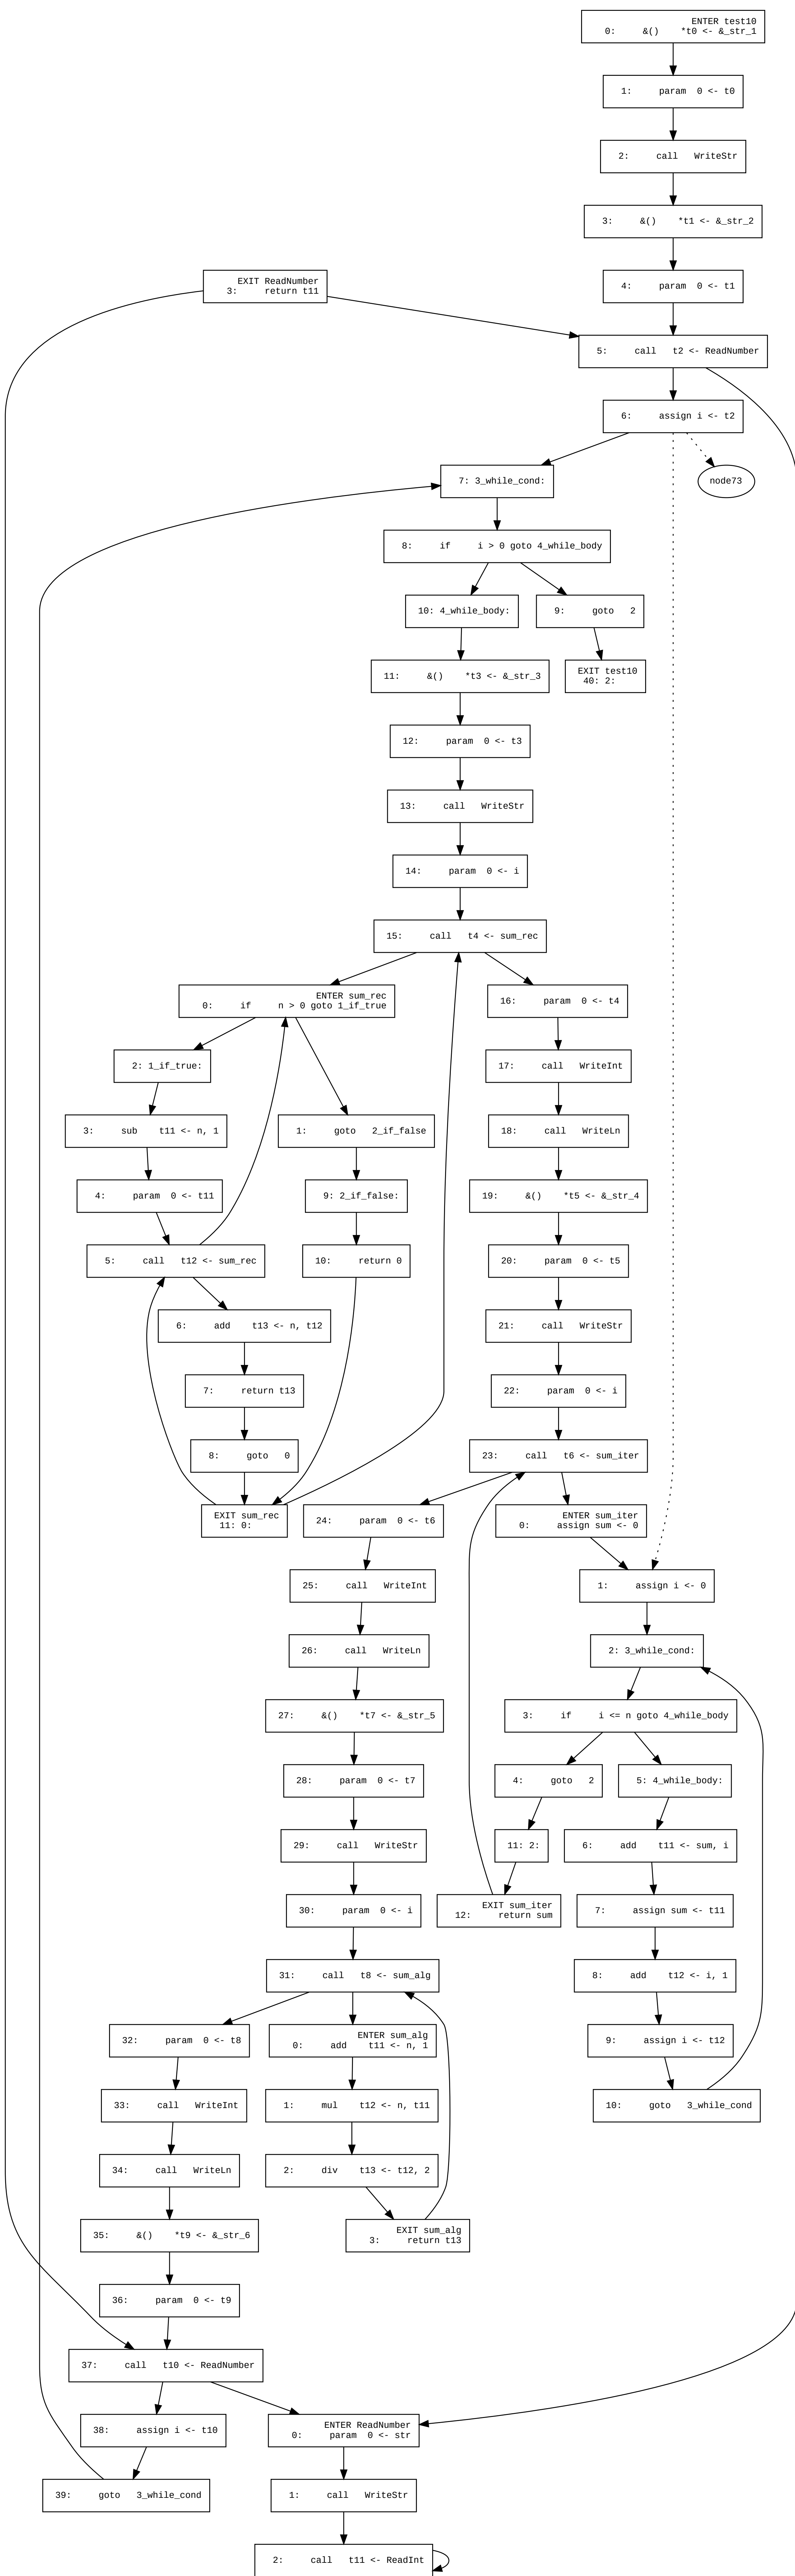 ENTER test10
0: &() *t0 <- &_str_1
1: param 0 <- t0
2: call WriteStr
3: &() *t1 <- &_str_2
EXIT ReadNumber
3: return t11
4: param 0 <- t1
5: call t2 <- ReadNumber
6: assign i <- t2
7: 3_while_cond:
node73
8: if i > 0 goto 4_while_body
10: 4_while_body:
9: goto 2
11: &() *t3 <- &_str_3
EXIT test10
40: 2:
12: param 0 <- t3
13: call WriteStr
14: param 0 <- i
15: call t4 <- sum_rec
ENTER sum_rec
0: if n > 0 goto 1_if_true
16: param 0 <- t4
2: 1_if_true:
17: call WriteInt
3: sub t11 <- n, 1
1: goto 2_if_false
18: call WriteLn
4: param 0 <- t11
9: 2_if_false:
19: &() *t5 <- &_str_4
5: call t12 <- sum_rec
10: return 0
20: param 0 <- t5
6: add t13 <- n, t12
21: call WriteStr
7: return t13
22: param 0 <- i
8: goto 0
23: call t6 <- sum_iter
EXIT sum_rec
11: 0:
24: param 0 <- t6
ENTER sum_iter
0: assign sum <- 0
25: call WriteInt
1: assign i <- 0
26: call WriteLn
2: 3_while_cond:
27: &() *t7 <- &_str_5
3: if i <= n goto 4_while_body
28: param 0 <- t7
4: goto 2
5: 4_while_body:
29: call WriteStr
11: 2:
6: add t11 <- sum, i
30: param 0 <- i
EXIT sum_iter
12: return sum
7: assign sum <- t11
31: call t8 <- sum_alg
8: add t12 <- i, 1
32: param 0 <- t8
ENTER sum_alg
0: add t11 <- n, 1
9: assign i <- t12
33: call WriteInt
1: mul t12 <- n, t11
10: goto 3_while_cond
34: call WriteLn
2: div t13 <- t12, 2
35: &() *t9 <- &_str_6
EXIT sum_alg
3: return t13
36: param 0 <- t9
37: call t10 <- ReadNumber
38: assign i <- t10
ENTER ReadNumber
0: param 0 <- str
39: goto 3_while_cond
1: call WriteStr
2: call t11 <- ReadInt